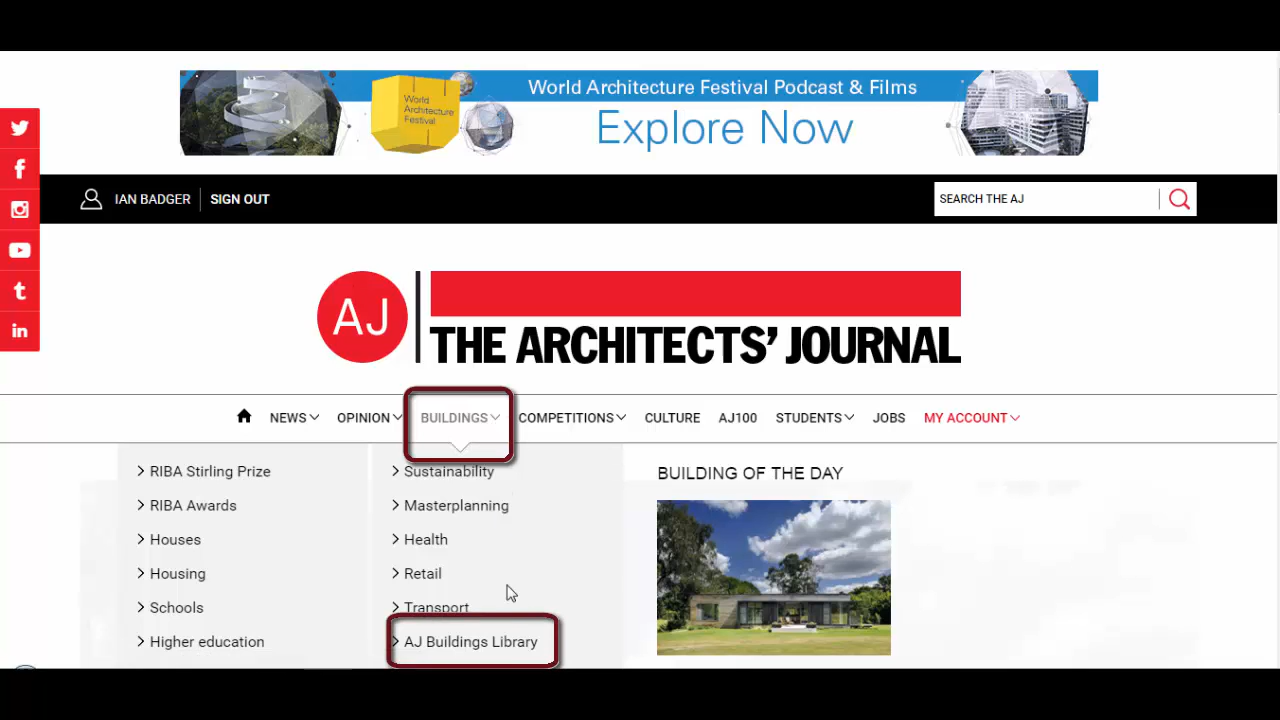 World Architecture Festival Podcast & Films
World
Architecture
Festival
Explore Now
IAN BADGER
SIGN OUT
SEARCH THE AJ
AJ
THE ARCHITECTS' JOURNAL
NEWS
OPINION
BUILDINGS
COMPETITIONS
CULTURE
AJ100
STUDENTS
JOBS
MY ACCOUNT
RIBA Stirling Prize
RIBA Awards
Houses
Housing
Schools
Higher education
Sustainability
Masterplanning
Health
Retail
Transport
AJ Buildings Library
BUILDING OF THE DAY